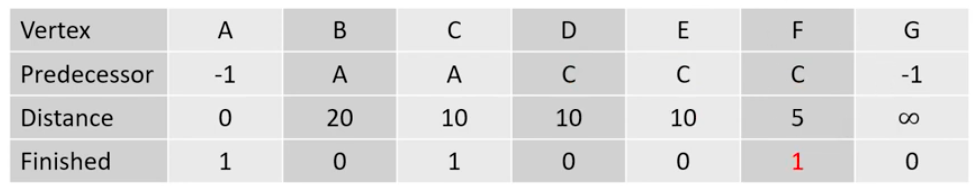 Vertex A B C D E F G
Predecessor -1 A A C C C -1
Distance 0 20 10 10 10 5 ∞
Finished 1 0 1 0 0 1 0